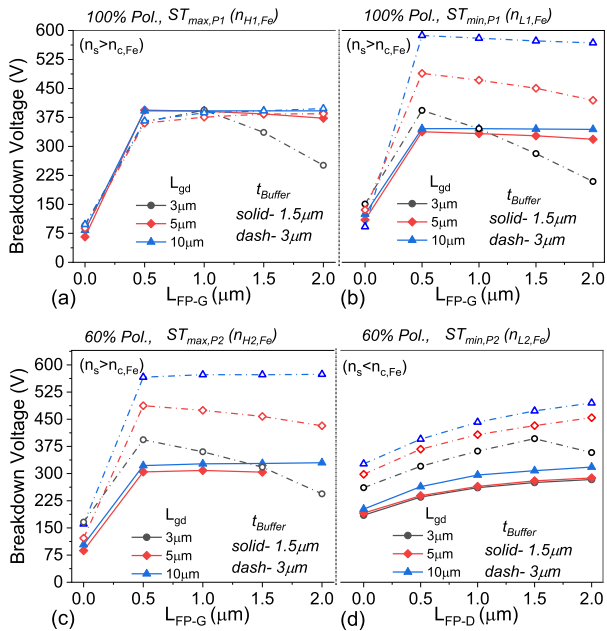 100% Pol., STmax,P1 (nH1,Fe)
100% Pol., STmin,P1 (nL1,Fe)
Breakdown Voltage (V)
600
525
450
375
300
225
150
75
0
(ns>nc,Fe)
Lgd
3μm
5μm
10μm
tBuffer
solid- 1.5μm
dash- 3μm
0.0 0.5 1.0 1.5 2.0
LFP-G (μm)
(a)
(ns>nc,Fe)
Lgd
3μm
5μm
10μm
tBuffer
solid- 1.5μm
dash- 3μm
0.0 0.5 1.0 1.5 2.0
LFP-G (μm)
(b)
60% Pol., STmax,P2 (nH2,Fe)
60% Pol., STmin,P2 (nL2,Fe)
Breakdown Voltage (V)
600
525
450
375
300
225
150
75
0
(ns>nc,Fe)
Lgd
3μm
5μm
10μm
tBuffer
solid- 1.5μm
dash- 3μm
0.0 0.5 1.0 1.5 2.0
LFP-G (μm)
(c)
(ns<nc,Fe)
Lgd
3μm
5μm
10μm
tBuffer
solid- 1.5μm
dash- 3μm
0.0 0.5 1.0 1.5 2.0
LFP-D (μm)
(d)